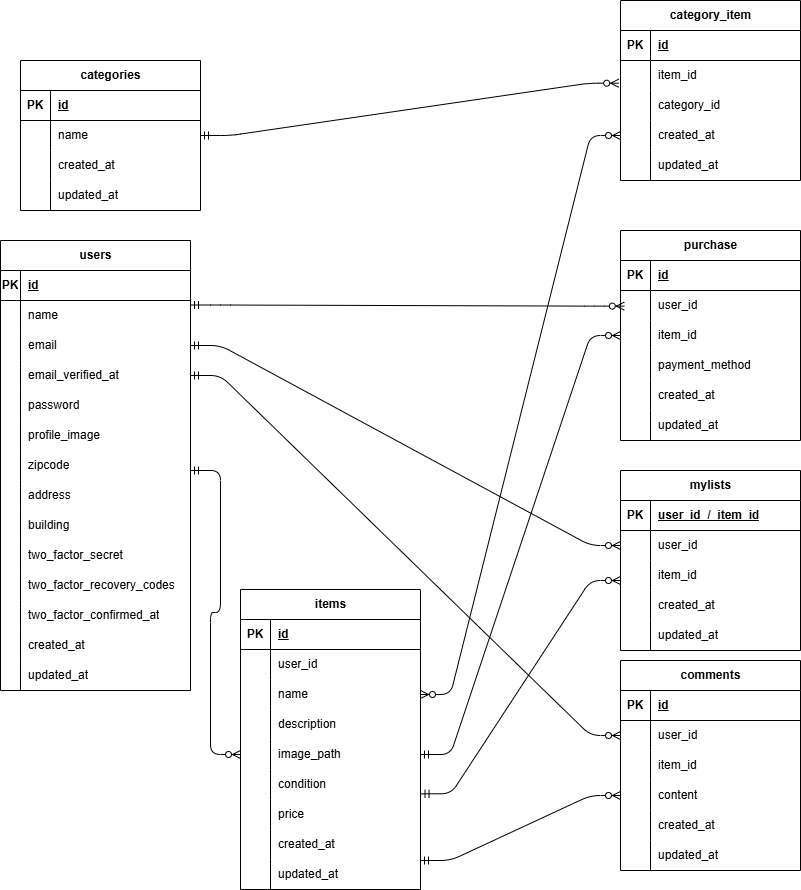 categories
PK id
name
created_at
updated_at
users
PK id
name
email
email_verified_at
password
profile_image
zipcode
address
building
two_factor_secret
two_factor_recovery_codes
two_factor_confirmed_at
created_at
updated_at
items
PK id
user_id
name
description
image_path
condition
price
created_at
updated_at
category_item
PK id
item_id
category_id
created_at
updated_at
purchase
PK id
user_id
item_id
payment_method
created_at
updated_at
mylists
PK user_id / item_id
user_id
item_id
created_at
updated_at
comments
PK id
user_id
item_id
content
created_at
updated_at